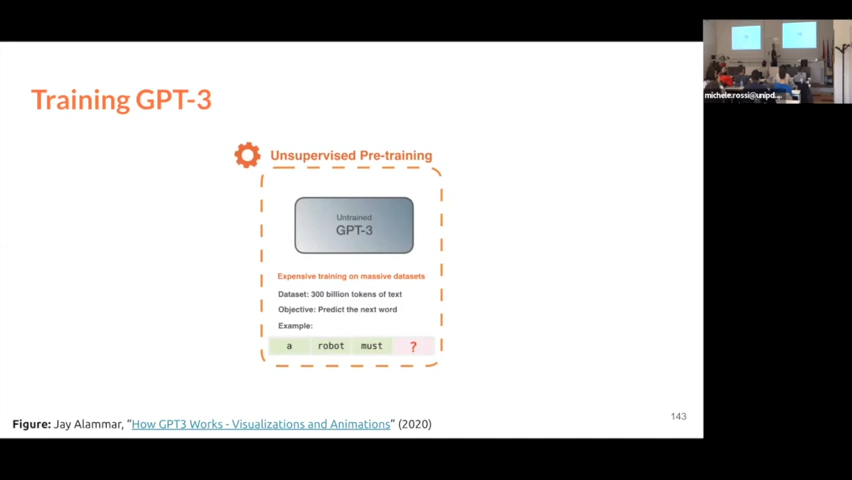 Training GPT-3
michele.rossi@unipd....
Unsupervised Pre-training
Untrained
GPT-3
Expensive training on massive datasets
Dataset: 300 billion tokens of text
Objective: Predict the next word
Example:
a robot must ?
143
Figure: Jay Alammar, “How GPT3 Works - Visualizations and Animations” (2020)